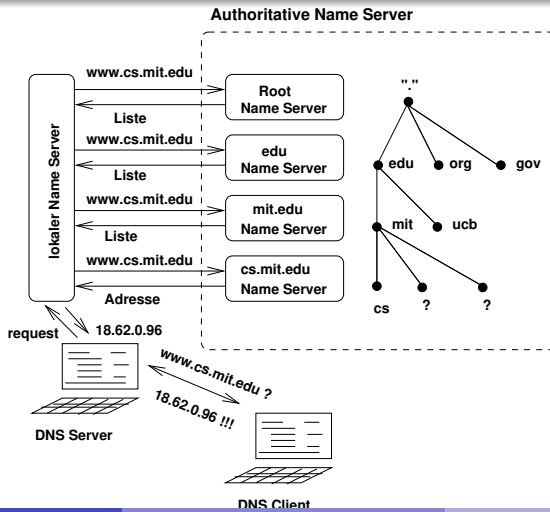 Authoritative Name Server
www.cs.mit.edu
Root
Name Server
Liste
www.cs.mit.edu
edu
Name Server
Liste
www.cs.mit.edu
mit.edu
Name Server
Liste
www.cs.mit.edu
cs.mit.edu
Name Server
Adresse
lokaler Name Server
"."
edu
org
gov
mit
ucb
cs
?
?
request
18.62.0.96
www.cs.mit.edu ?
18.62.0.96 !!!
DNS Server
DNS Client